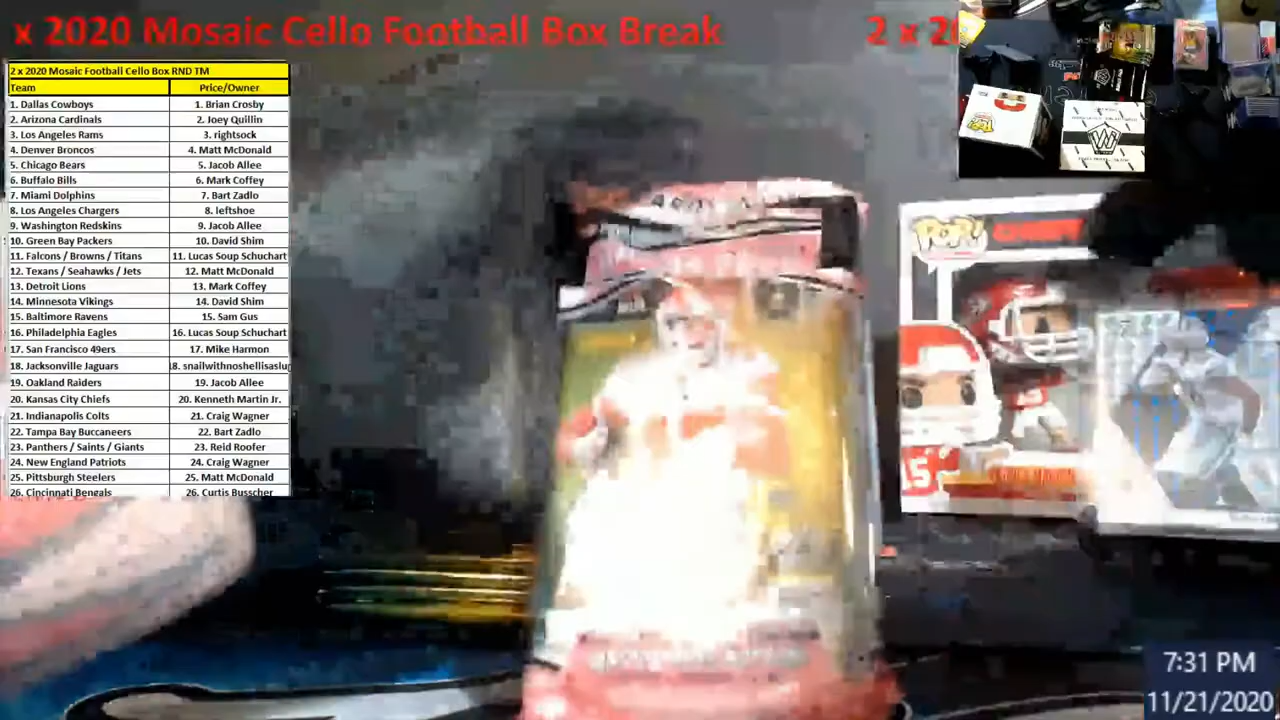 x 2020 Mosaic Cello Football Box Break 2 x 20
2 x 2020 Mosaic Football Cello Box RND TM
Team Price/Owner
1. Dallas Cowboys 1. Brian Crosby
2. Arizona Cardinals 2. Joey Quillin
3. Los Angeles Rams 3. rightsock
4. Denver Broncos 4. Matt McDonald
5. Chicago Bears 5. Jacob Allee
6. Buffalo Bills 6. Mark Coffey
7. Miami Dolphins 7. Bart Zadlo
8. Los Angeles Chargers 8. leftshoe
9. Washington Redskins 9. Jacob Allee
10. Green Bay Packers 10. David Shim
11. Falcons / Browns / Titans 11. Lucas Soup Schuchart
12. Texans / Seahawks / Jets 12. Matt McDonald
13. Detroit Lions 13. Mark Coffey
14. Minnesota Vikings 14. David Shim
15. Baltimore Ravens 15. Sam Gus
16. Philadelphia Eagles 16. Lucas Soup Schuchart
17. San Francisco 49ers 17. Mike Harmon
18. Jacksonville Jaguars 18. snailwithnoshellisaslug
19. Oakland Raiders 19. Jacob Allee
20. Kansas City Chiefs 20. Kenneth Martin Jr.
21. Indianapolis Colts 21. Craig Wagner
22. Tampa Bay Buccaneers 22. Bart Zadlo
23. Panthers / Saints / Giants 23. Reid Roofer
24. New England Patriots 24. Craig Wagner
25. Pittsburgh Steelers 25. Matt McDonald
26. Cincinnati Bengals 26. Curtis Busscher
POP!
15
7:31 PM
11/21/2020